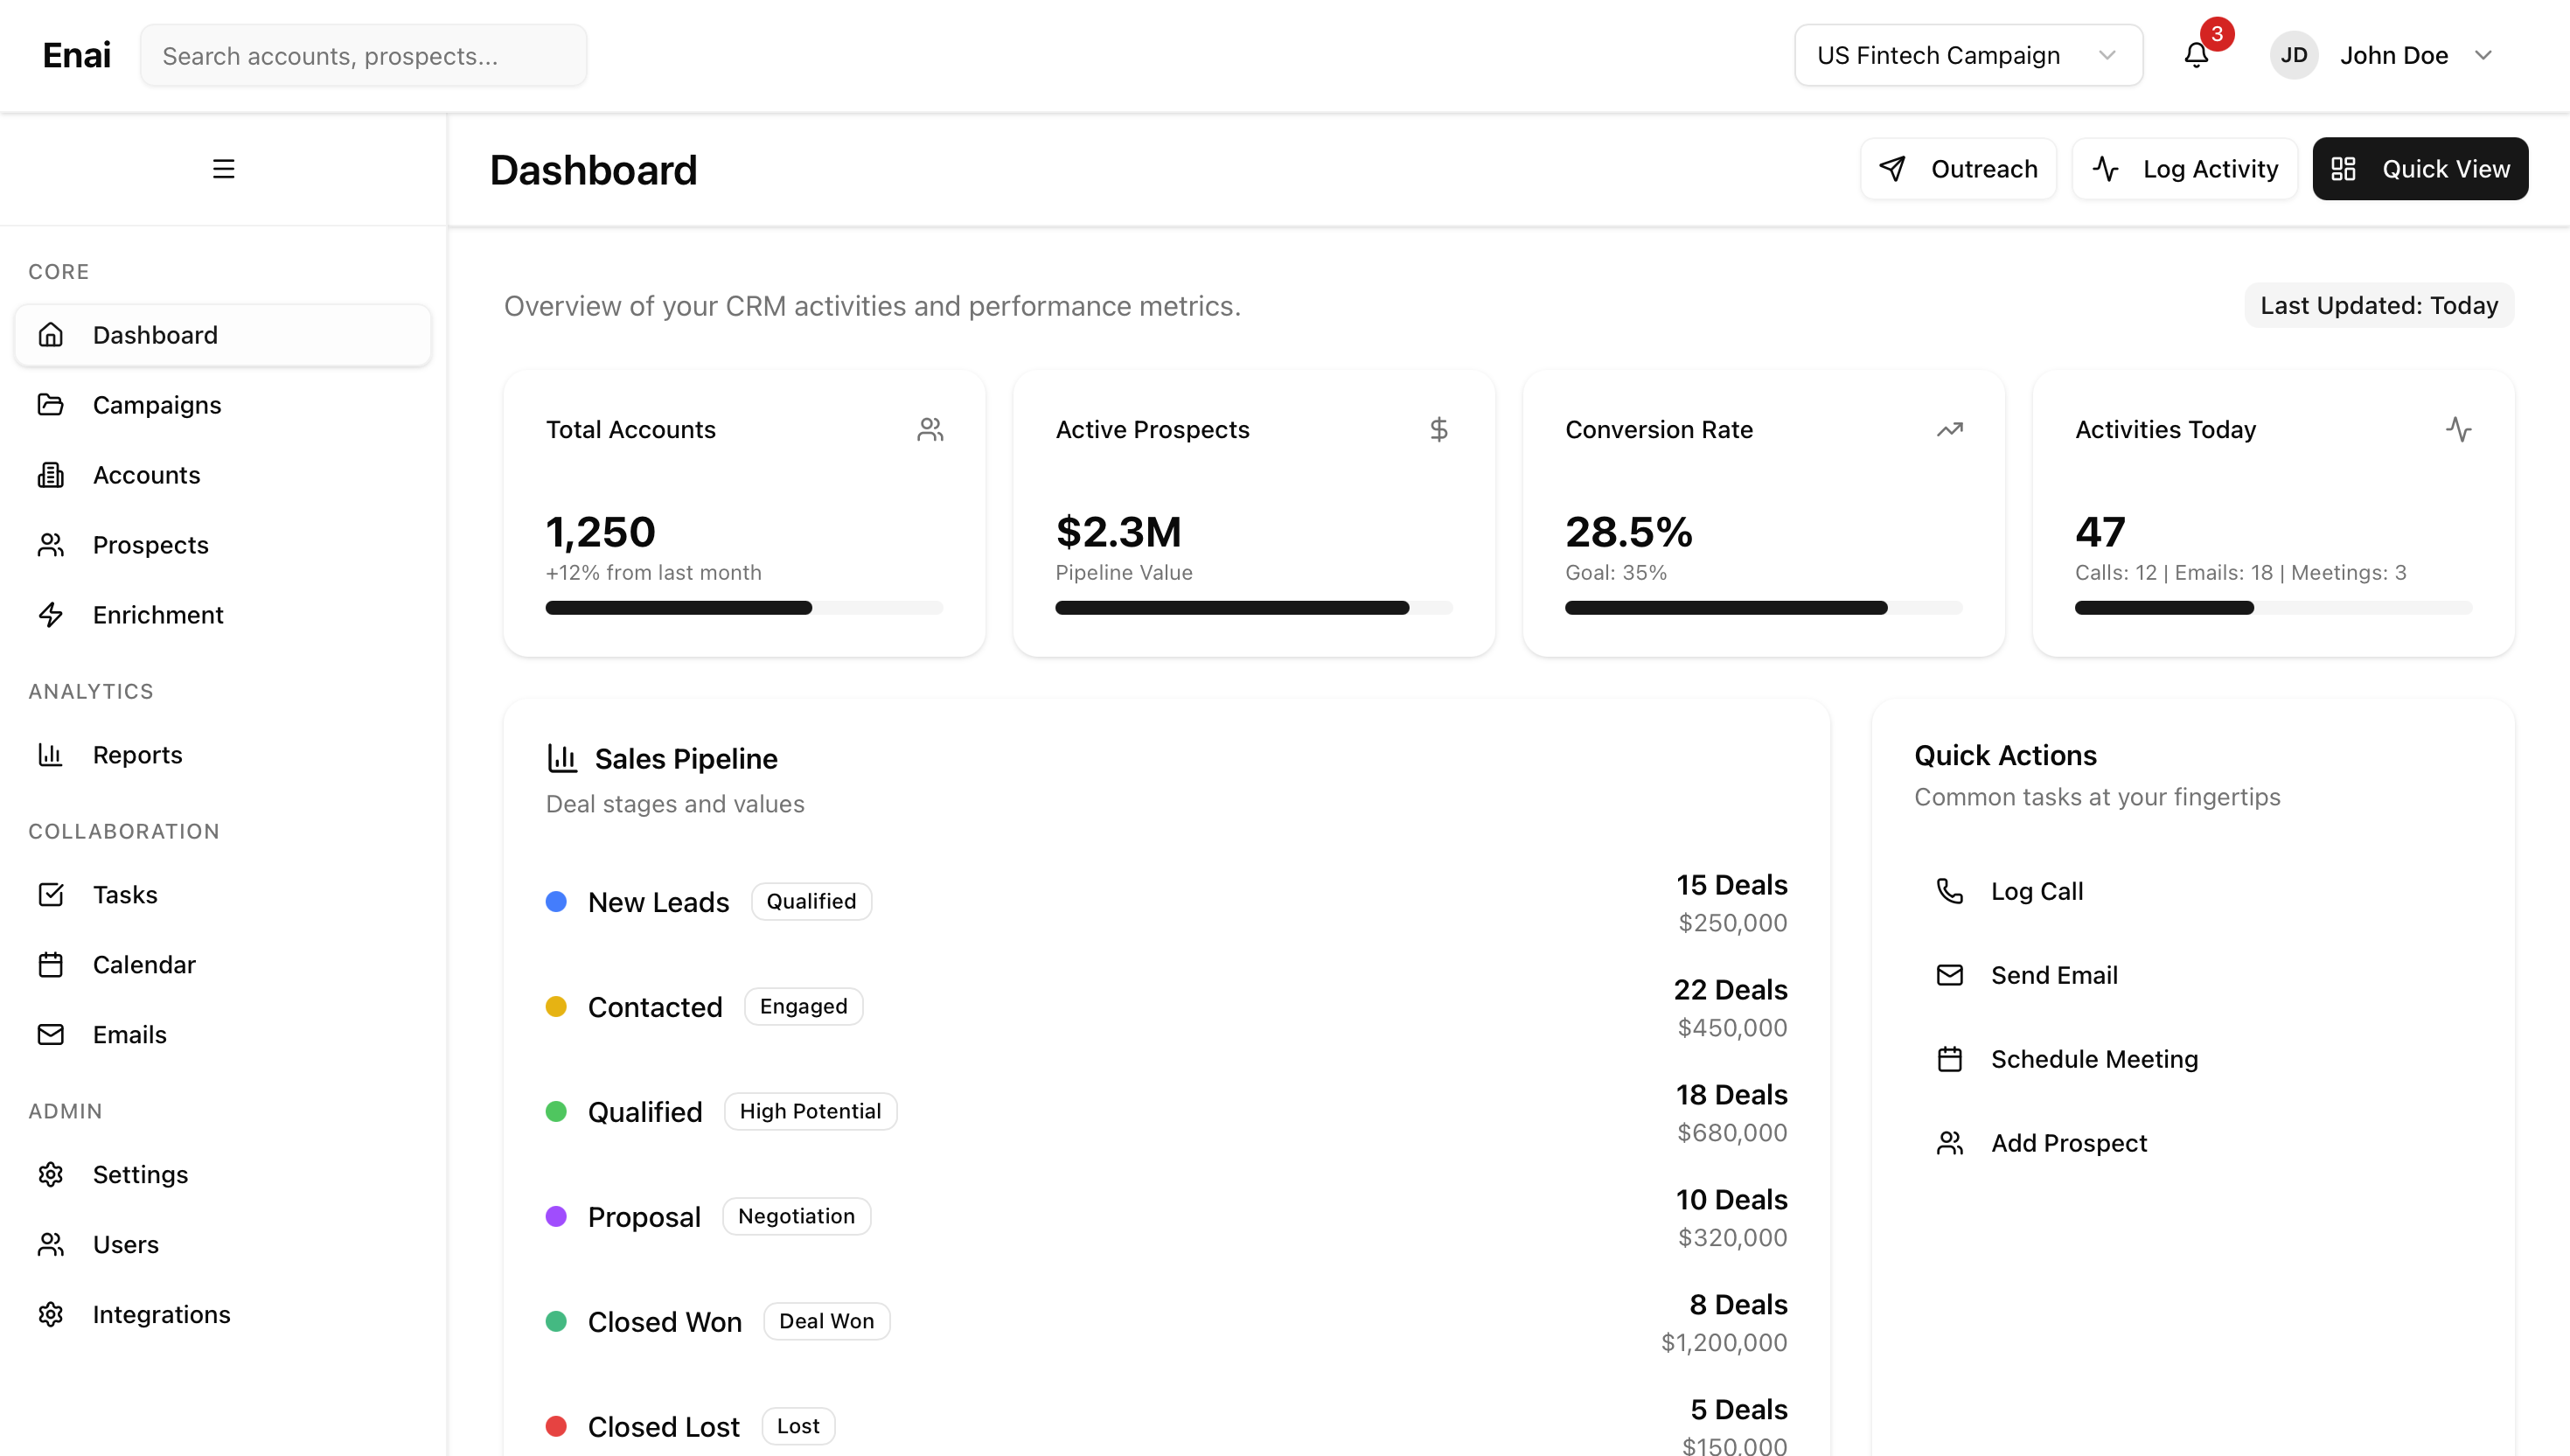 Enai
Search accounts, prospects...
US Fintech Campaign
3
JD
John Doe
Dashboard
Outreach
Log Activity
Quick View
CORE
Dashboard
Campaigns
Accounts
Prospects
Enrichment
ANALYTICS
Reports
COLLABORATION
Tasks
Calendar
Emails
ADMIN
Settings
Users
Integrations
Overview of your CRM activities and performance metrics.
Last Updated: Today
Total Accounts
1,250
+12% from last month
Active Prospects
$2.3M
Pipeline Value
Conversion Rate
28.5%
Goal: 35%
Activities Today
47
Calls: 12 | Emails: 18 | Meetings: 3
Sales Pipeline
Deal stages and values
New Leads Qualified
15 Deals
$250,000
Contacted Engaged
22 Deals
$450,000
Qualified High Potential
18 Deals
$680,000
Proposal Negotiation
10 Deals
$320,000
Closed Won Deal Won
8 Deals
$1,200,000
Closed Lost Lost
5 Deals
$150,000
Quick Actions
Common tasks at your fingertips
Log Call
Send Email
Schedule Meeting
Add Prospect